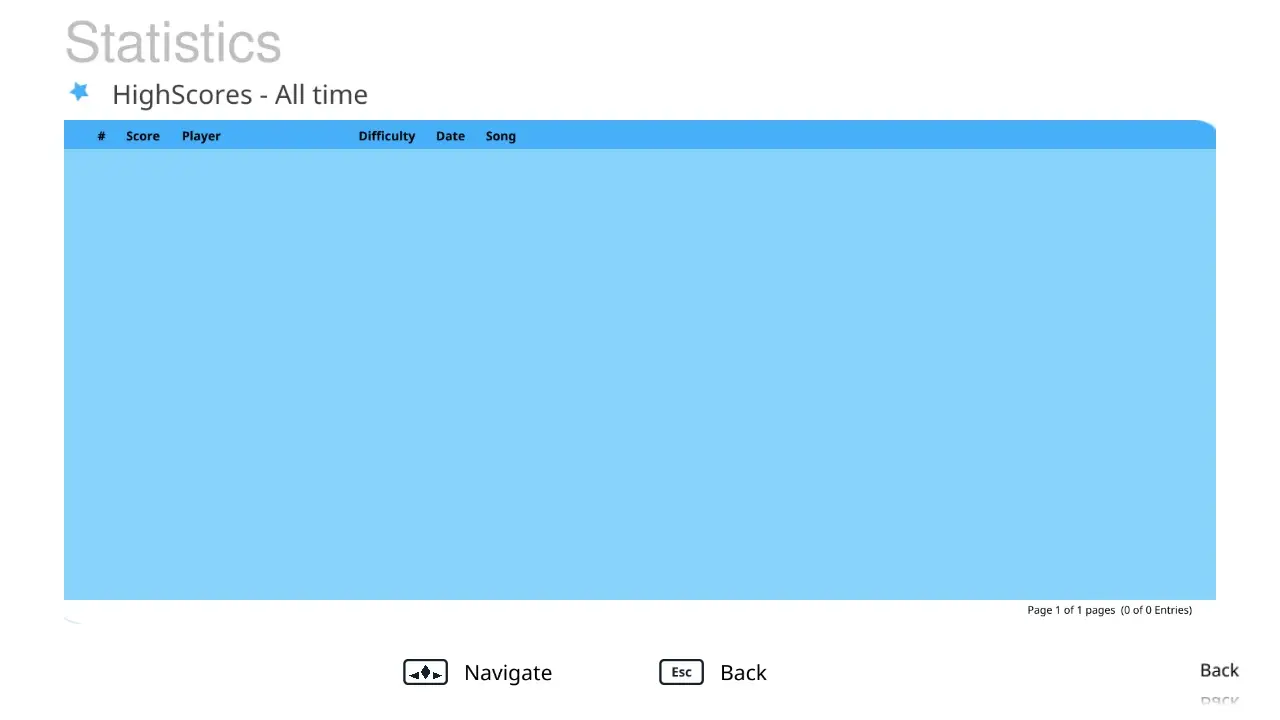 Statistics
HighScores - All time
# Score Player Difficulty Date Song
Page 1 of 1 pages (0 of 0 Entries)
Navigate Esc Back Back